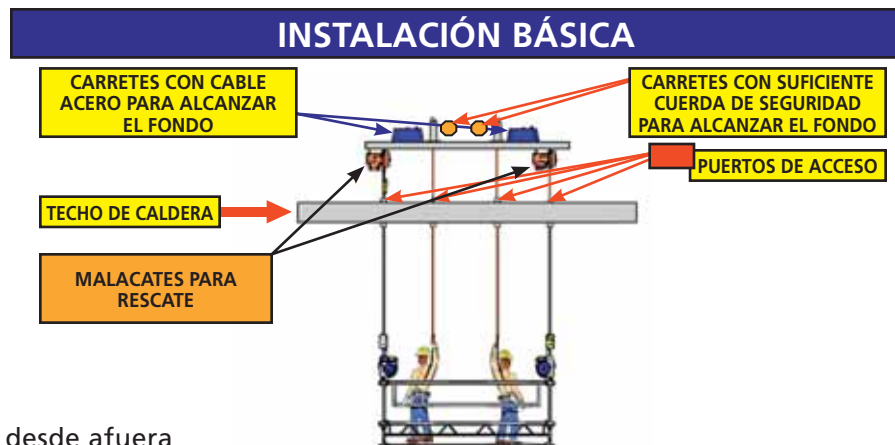 INSTALACIÓN BÁSICA
CARRETES CON CABLE
ACERO PARA ALCANZAR
EL FONDO
CARRETES CON SUFICIENTE
CUERDA DE SEGURIDAD
PARA ALCANZAR EL FONDO
PUERTOS DE ACCESO
TECHO DE CALDERA
MALACATES PARA
RESCATE
desde afuera